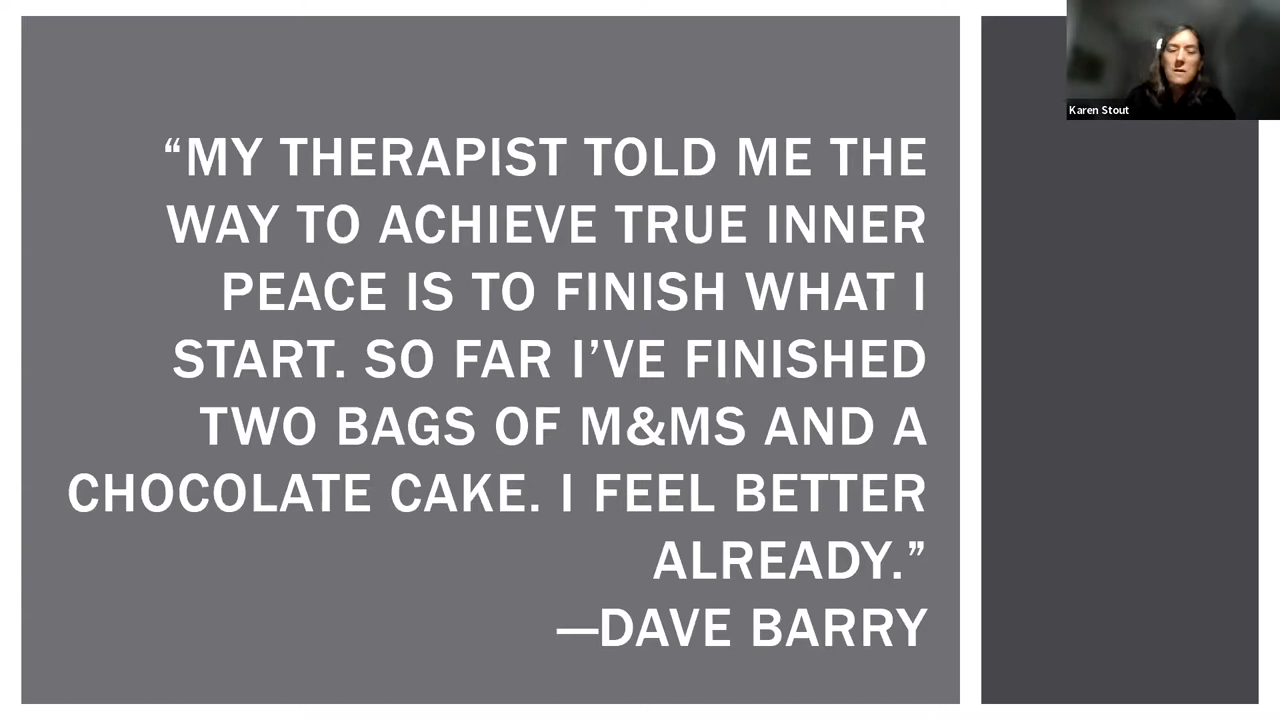 “MY THERAPIST TOLD ME THE
WAY TO ACHIEVE TRUE INNER
PEACE IS TO FINISH WHAT I
START. SO FAR I’VE FINISHED
TWO BAGS OF M&MS AND A
CHOCOLATE CAKE. I FEEL BETTER
ALREADY.”
—DAVE BARRY
Karen Stout